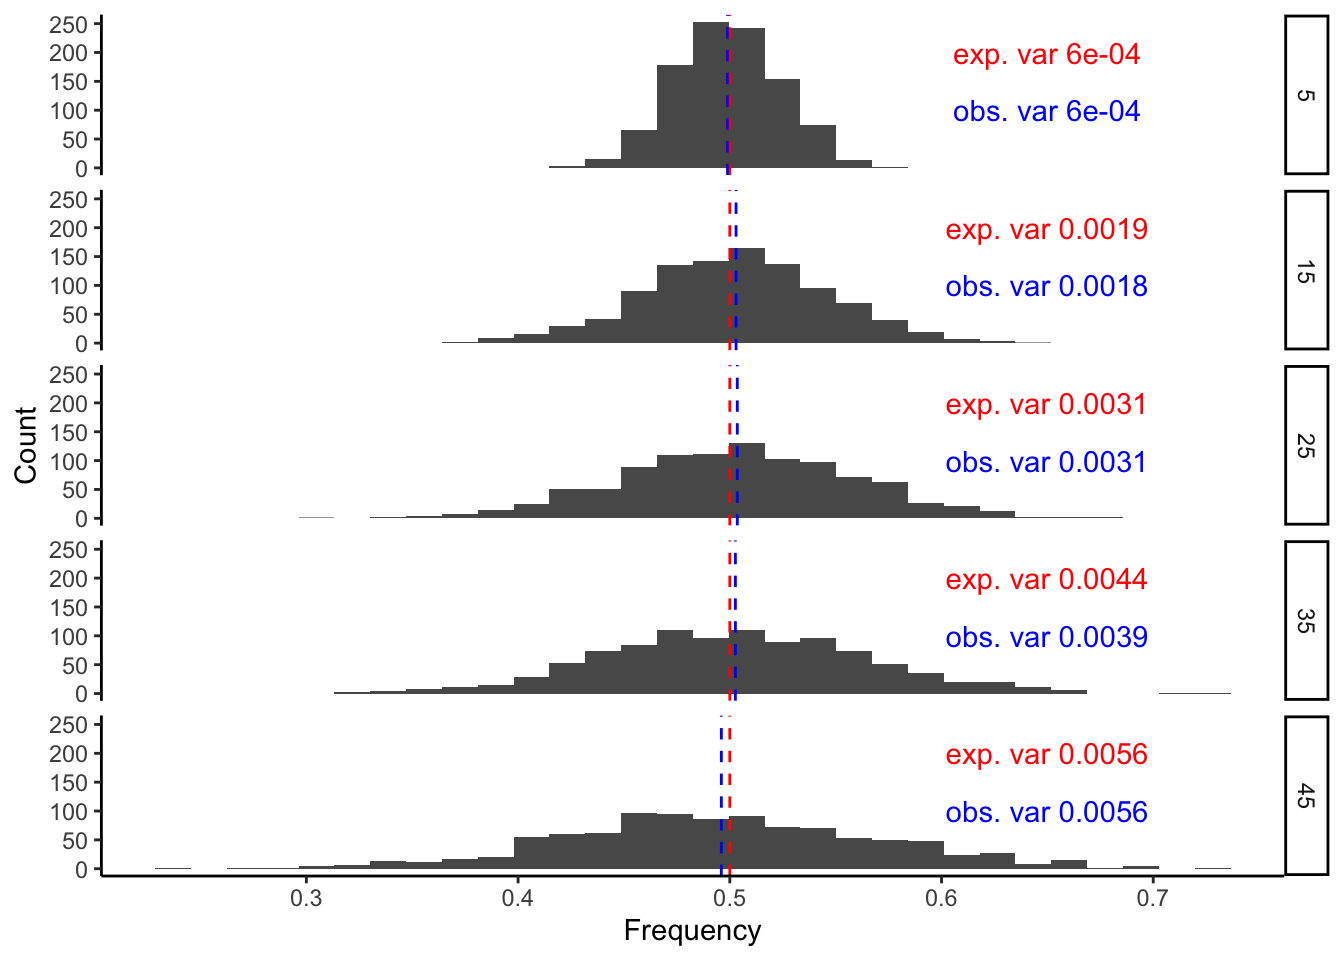 250
200
150
100
50
0
exp. var 6e-04
obs. var 6e-04
5
250
200
150
100
50
0
exp. var 0.0019
obs. var 0.0018
15
250
200
150
100
50
0
exp. var 0.0031
obs. var 0.0031
25
250
200
150
100
50
0
exp. var 0.0044
obs. var 0.0039
35
250
200
150
100
50
0
exp. var 0.0056
obs. var 0.0056
45
Count
0.3 0.4 0.5 0.6 0.7
Frequency